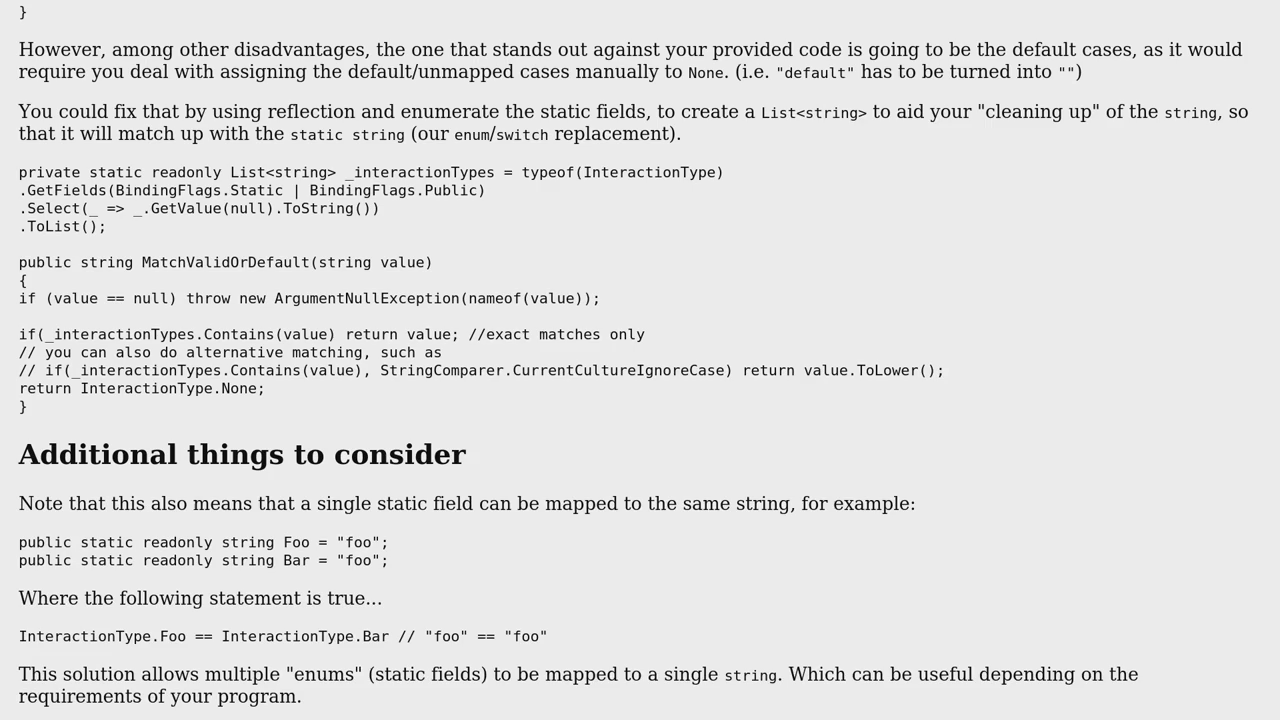 }
However, among other disadvantages, the one that stands out against your provided code is going to be the default cases, as it would
require you deal with assigning the default/unmapped cases manually to None. (i.e. "default" has to be turned into "")
You could fix that by using reflection and enumerate the static fields, to create a List<string> to aid your "cleaning up" of the string, so
that it will match up with the static string (our enum/switch replacement).
private static readonly List<string> _interactionTypes = typeof(InteractionType)
.GetFields(BindingFlags.Static | BindingFlags.Public)
.Select(_ => _.GetValue(null).ToString())
.ToList();
public string MatchValidOrDefault(string value)
{
if (value == null) throw new ArgumentNullException(nameof(value));
if(_interactionTypes.Contains(value) return value; //exact matches only
// you can also do alternative matching, such as
// if(_interactionTypes.Contains(value), StringComparer.CurrentCultureIgnoreCase) return value.ToLower();
return InteractionType.None;
}
Additional things to consider
Note that this also means that a single static field can be mapped to the same string, for example:
public static readonly string Foo = "foo";
public static readonly string Bar = "foo";
Where the following statement is true...
InteractionType.Foo == InteractionType.Bar // "foo" == "foo"
This solution allows multiple "enums" (static fields) to be mapped to a single string. Which can be useful depending on the
requirements of your program.